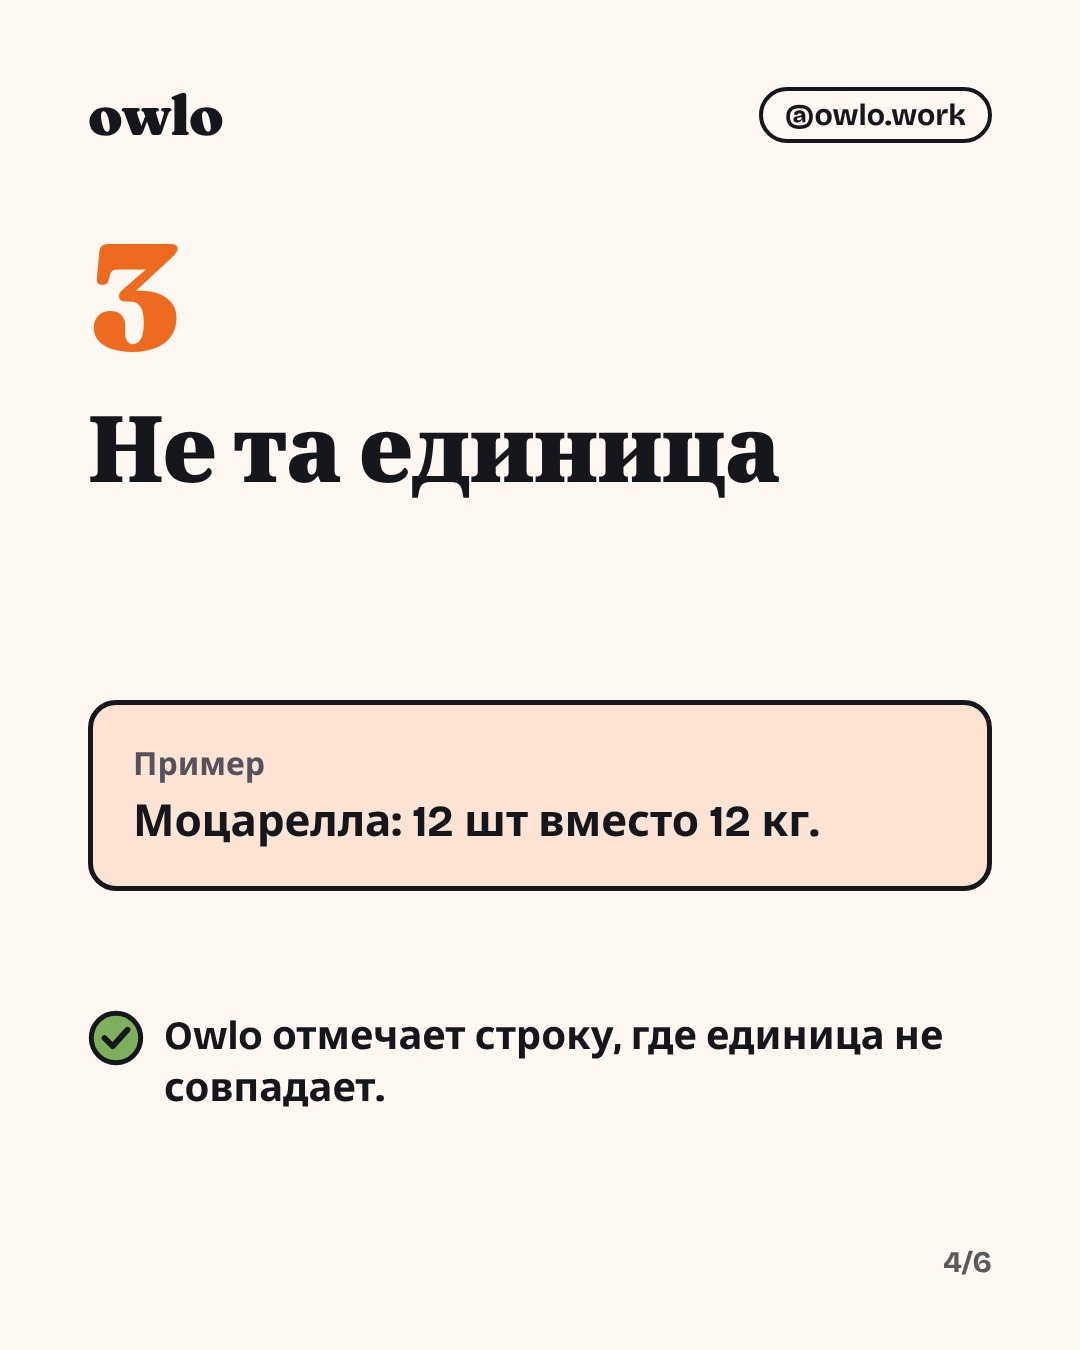 owlo
@owlo.work
3
Не та единица
Пример
Моцарелла: 12 шт вместо 12 кг.
Owlo отмечает строку, где единица не
совпадает.
4/6